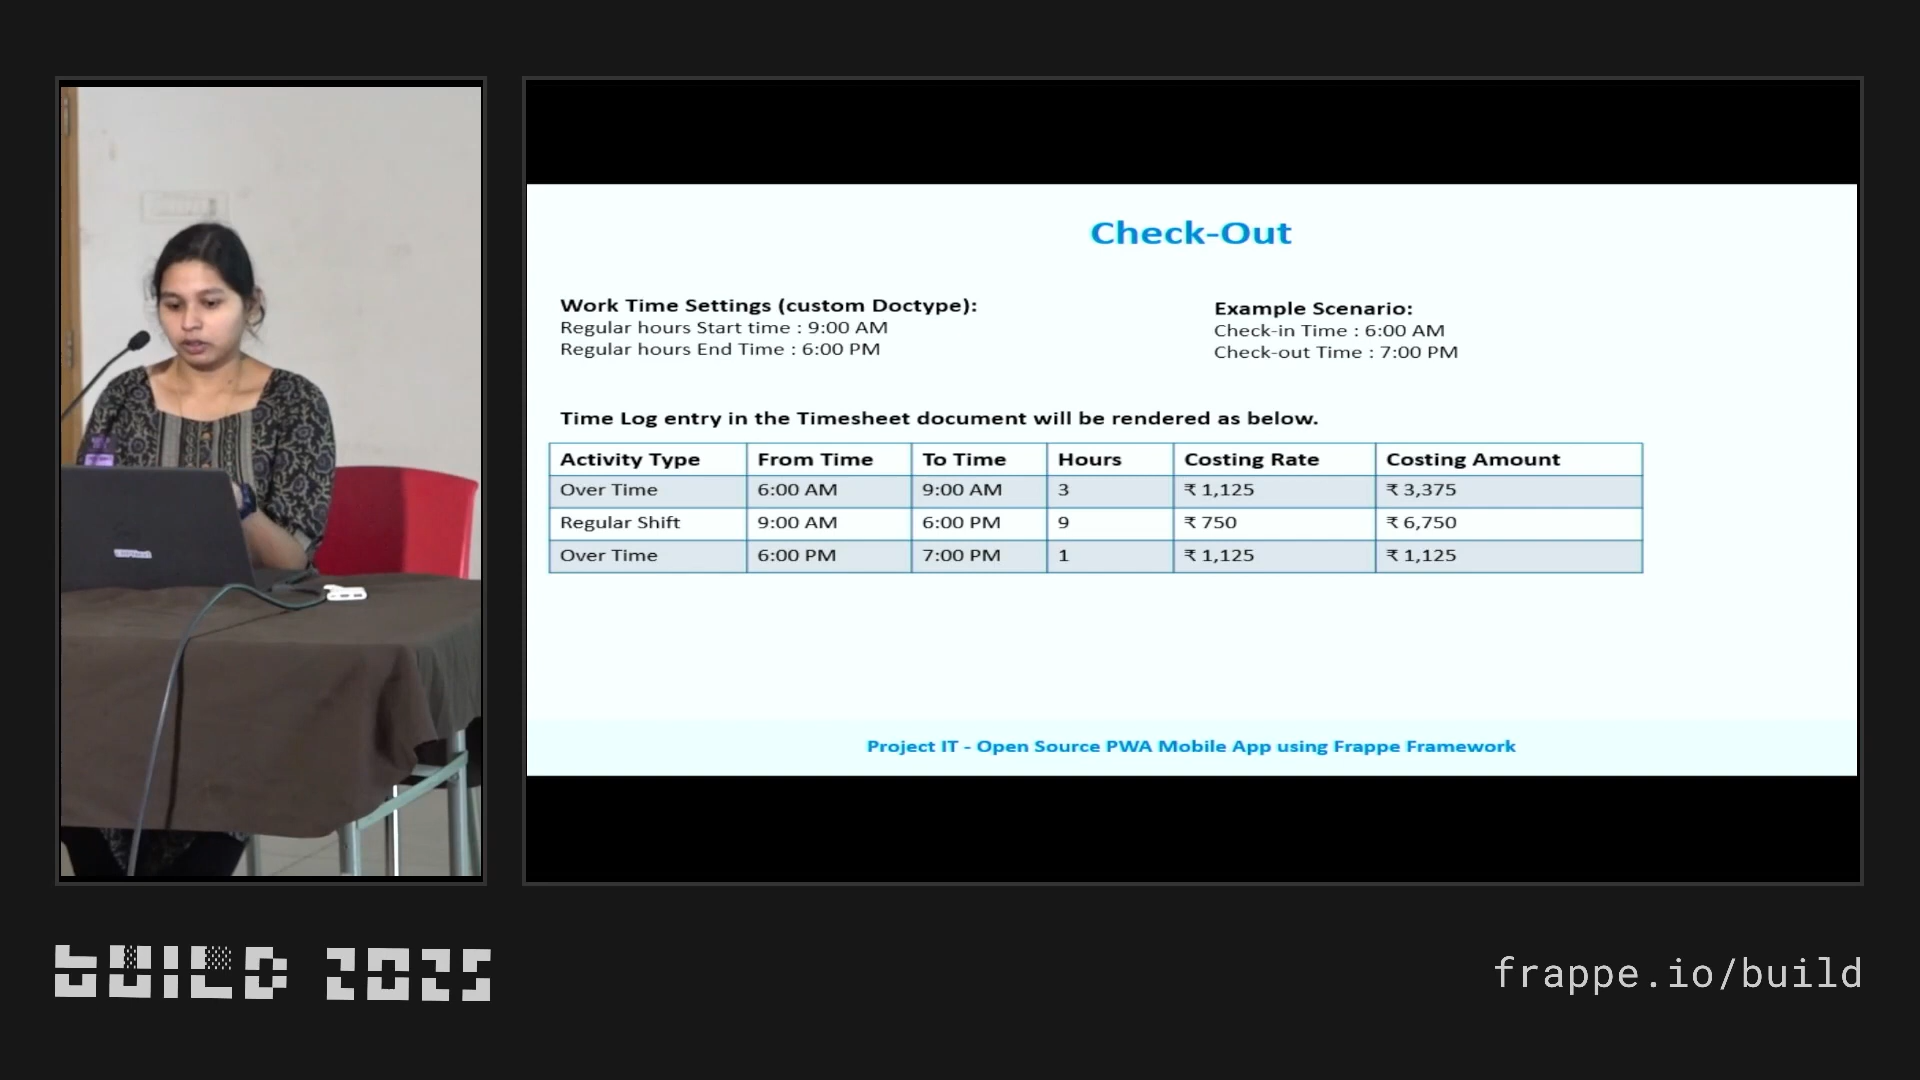 Check-Out
Work Time Settings (custom Doctype):
Regular hours Start time : 9:00 AM
Regular hours End Time : 6:00 PM
Example Scenario:
Check-in Time : 6:00 AM
Check-out Time : 7:00 PM
Time Log entry in the Timesheet document will be rendered as below.
Activity Type From Time To Time Hours Costing Rate Costing Amount
Over Time 6:00 AM 9:00 AM 3 ₹ 1,125 ₹ 3,375
Regular Shift 9:00 AM 6:00 PM 9 ₹ 750 ₹ 6,750
Over Time 6:00 PM 7:00 PM 1 ₹ 1,125 ₹ 1,125
Project IT - Open Source PWA Mobile App using Frappe Framework
BUILD 2025
frappe.io/build